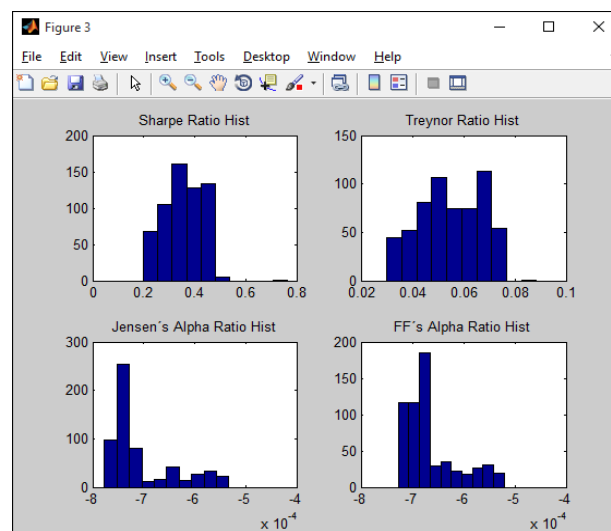 Figure 3
File Edit View Insert Tools Desktop Window Help
Sharpe Ratio Hist
200
150
100
50
0
0 0.2 0.4 0.6 0.8
Treynor Ratio Hist
150
100
50
0
0.02 0.04 0.06 0.08 0.1
Jensen´s Alpha Ratio Hist
300
200
100
0
-8 -7 -6 -5 -4
x 10-4
FF´s Alpha Ratio Hist
200
150
100
50
0
-8 -7 -6 -5 -4
x 10-4